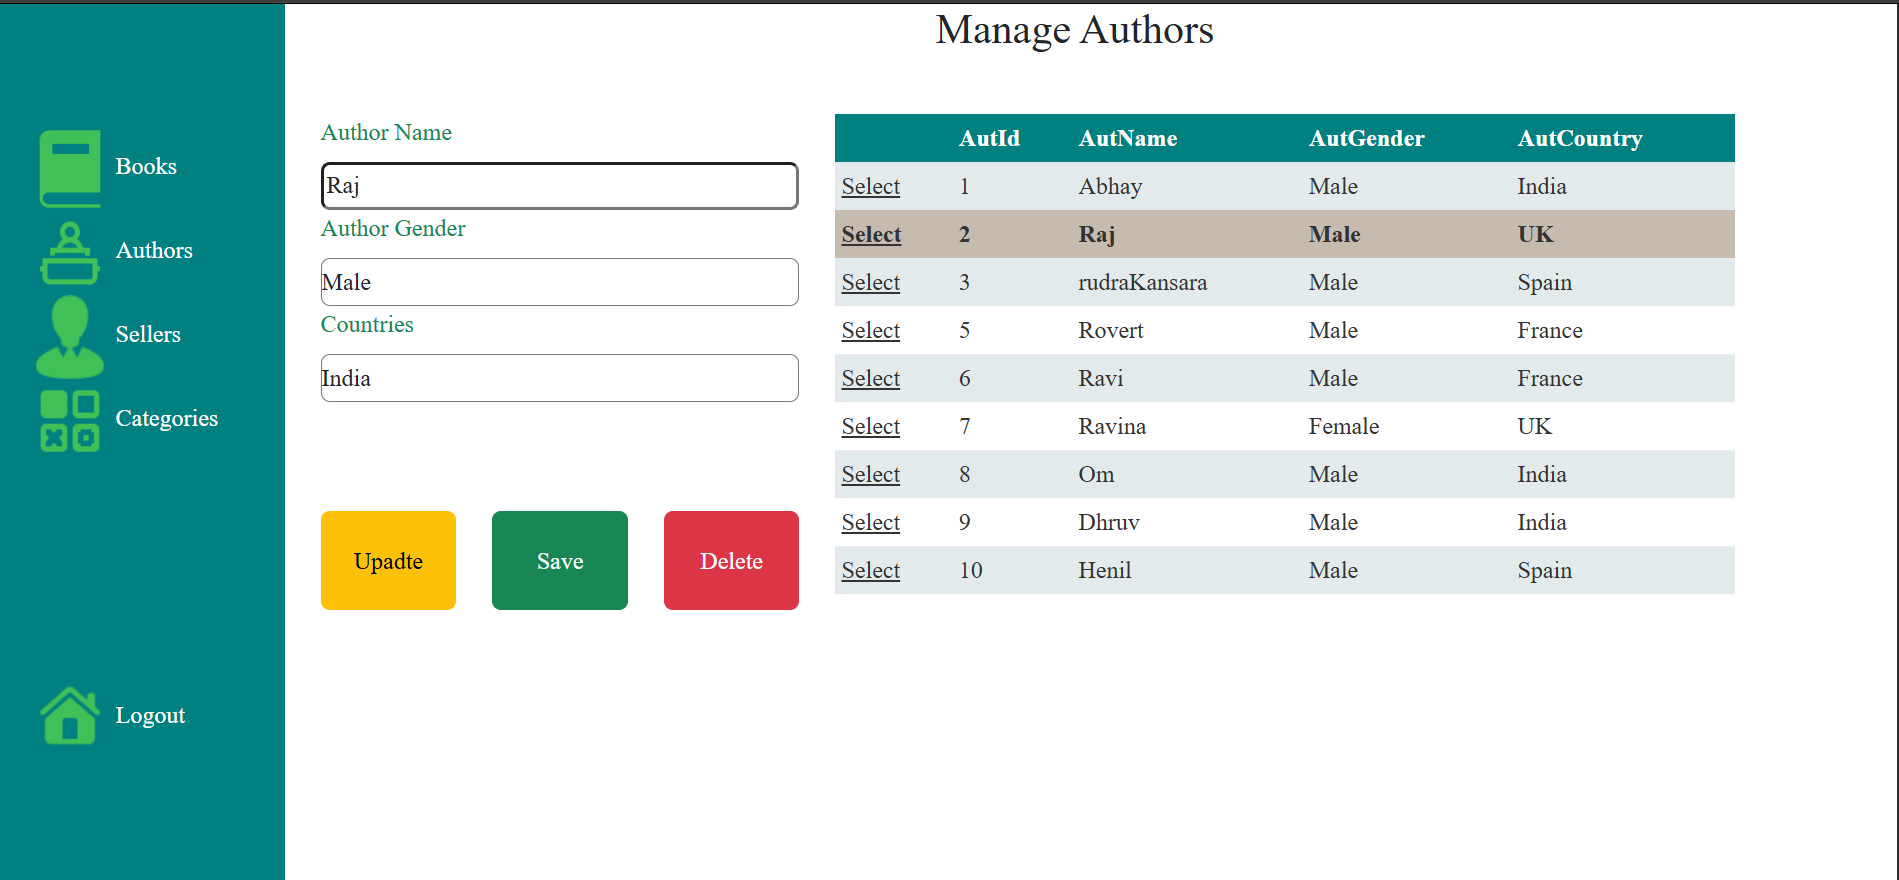 Manage Authors
Books
Authors
Sellers
Categories
Logout
Author Name
Raj
Author Gender
Male
Countries
India
Upadte Save Delete
AutId AutName AutGender AutCountry
Select 1 Abhay Male India
Select 2 Raj Male UK
Select 3 rudraKansara Male Spain
Select 5 Rovert Male France
Select 6 Ravi Male France
Select 7 Ravina Female UK
Select 8 Om Male India
Select 9 Dhruv Male India
Select 10 Henil Male Spain